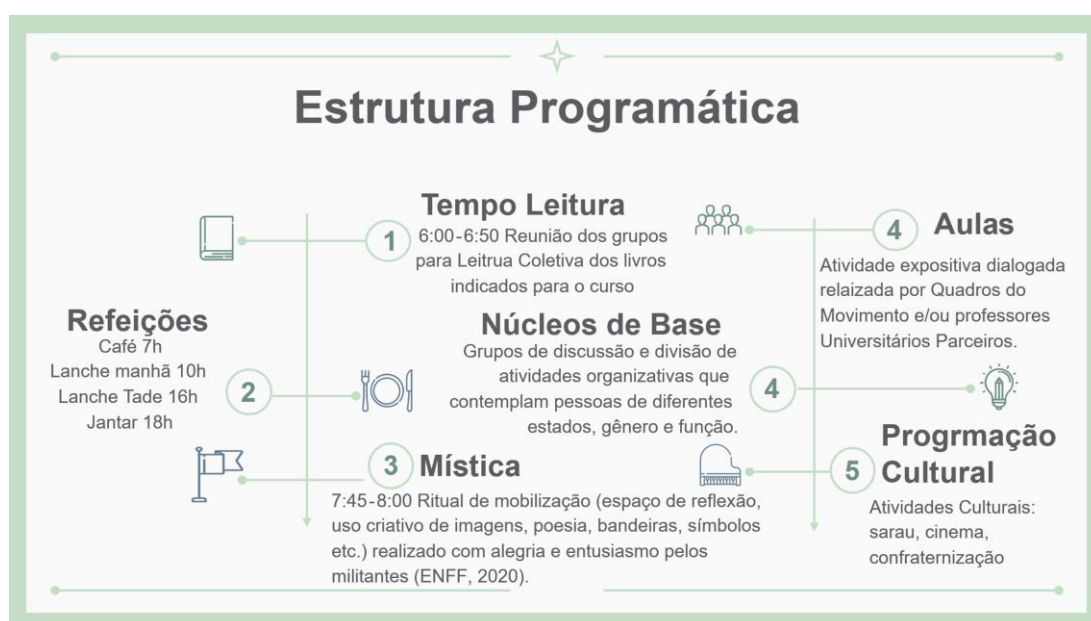 Estrutura Programática
1
Tempo Leitura
6:00-6:50 Reunião dos grupos
para Leitrua Coletiva dos livros
indicados para o curso
Refeições
Café 7h
Lanche manhã 10h
Lanche Tade 16h
Jantar 18h
2
3
Mística
7:45-8:00 Ritual de mobilização (espaço de reflexão,
uso criativo de imagens, poesia, bandeiras, símbolos
etc.) realizado com alegria e entusiasmo pelos
militantes (ENFF, 2020).
4
Aulas
Atividade expositiva dialogada
relaizada por Quadros do
Movimento e/ou professores
Universitários Parceiros.
Núcleos de Base
Grupos de discussão e divisão de
atividades organizativas que
contemplam pessoas de diferentes
estados, gênero e função.
4
5
Progrmação
Cultural
Atividades Culturais:
sarau, cinema,
confraternização